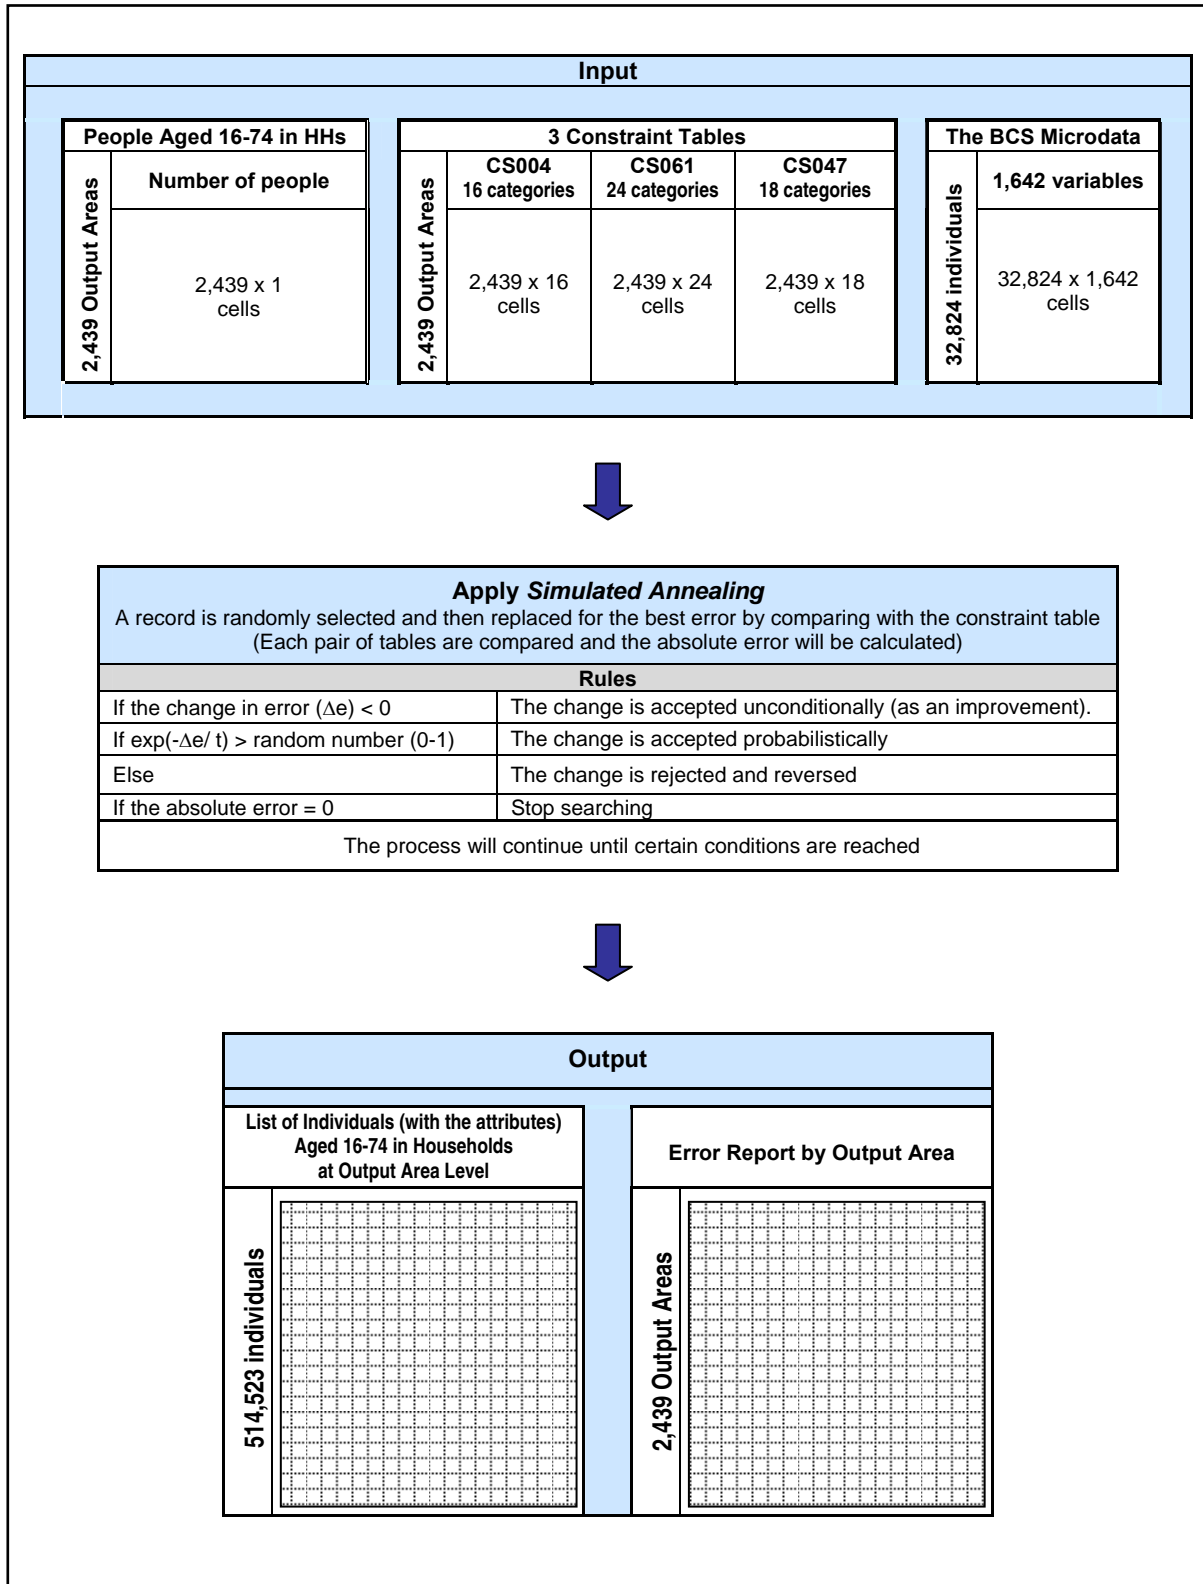 Input
People Aged 16-74 in HHs
2,439 Output Areas
Number of people
2,439 x 1
cells
3 Constraint Tables
2,439 Output Areas
CS004
16 categories
CS061
24 categories
CS047
18 categories
2,439 x 16
cells
2,439 x 24
cells
2,439 x 18
cells
The BCS Microdata
32,824 individuals
1,642 variables
32,824 x 1,642
cells
Apply Simulated Annealing
A record is randomly selected and then replaced for the best error by comparing with the constraint table
(Each pair of tables are compared and the absolute error will be calculated)
Rules
If the change in error (Δe) < 0 The change is accepted unconditionally (as an improvement).
If exp(-Δe/ t) > random number (0-1) The change is accepted probabilistically
Else The change is rejected and reversed
If the absolute error = 0 Stop searching
The process will continue until certain conditions are reached
Output
List of Individuals (with the attributes)
Aged 16-74 in Households
at Output Area Level
514,523 individuals
Error Report by Output Area
2,439 Output Areas